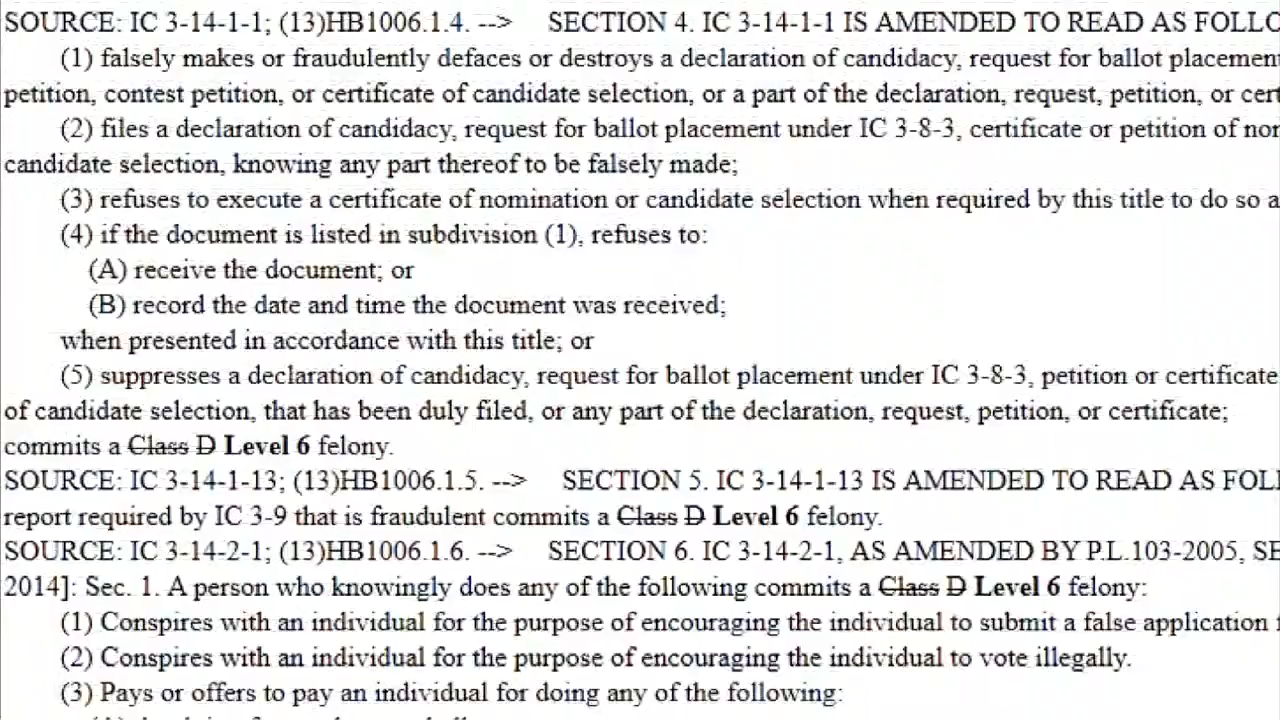 SOURCE: IC 3-14-1-1; (13)HB1006.1.4. --> SECTION 4. IC 3-14-1-1 IS AMENDED TO READ AS FOLLO
(1) falsely makes or fraudulently defaces or destroys a declaration of candidacy, request for ballot placement
petition, contest petition, or certificate of candidate selection, or a part of the declaration, request, petition, or cert
(2) files a declaration of candidacy, request for ballot placement under IC 3-8-3, certificate or petition of nor
candidate selection, knowing any part thereof to be falsely made;
(3) refuses to execute a certificate of nomination or candidate selection when required by this title to do so a
(4) if the document is listed in subdivision (1), refuses to:
(A) receive the document; or
(B) record the date and time the document was received;
when presented in accordance with this title; or
(5) suppresses a declaration of candidacy, request for ballot placement under IC 3-8-3, petition or certificate
of candidate selection, that has been duly filed, or any part of the declaration, request, petition, or certificate;
commits a Class D Level 6 felony.
SOURCE: IC 3-14-1-13; (13)HB1006.1.5. --> SECTION 5. IC 3-14-1-13 IS AMENDED TO READ AS FOLL
report required by IC 3-9 that is fraudulent commits a Class D Level 6 felony.
SOURCE: IC 3-14-2-1; (13)HB1006.1.6. --> SECTION 6. IC 3-14-2-1, AS AMENDED BY P.L.103-2005, SE
2014]: Sec. 1. A person who knowingly does any of the following commits a Class D Level 6 felony:
(1) Conspires with an individual for the purpose of encouraging the individual to submit a false application
(2) Conspires with an individual for the purpose of encouraging the individual to vote illegally.
(3) Pays or offers to pay an individual for doing any of the following: